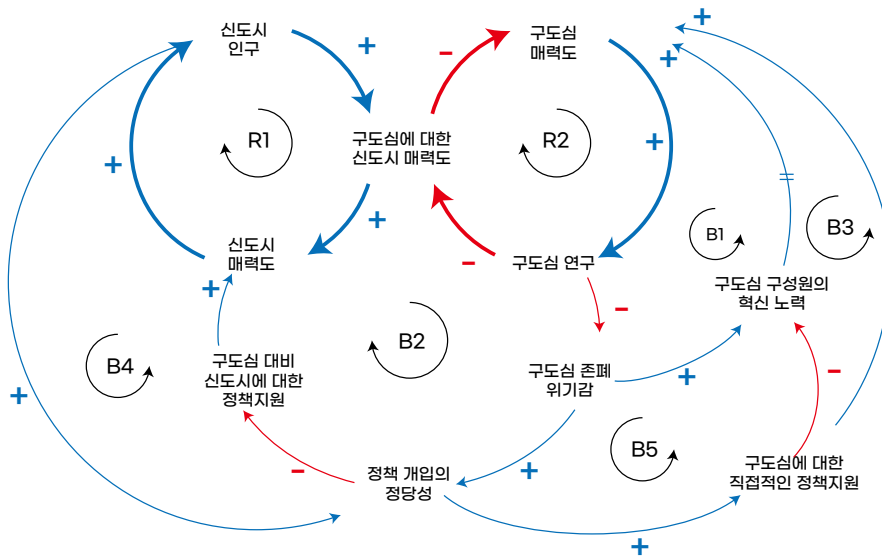 신도시
인구
+
구도심
매력도
-
+
+
R1
구도심에 대한
신도시 매력도
R2
+
+
+
=
신도시
매력도
-
구도심 연구
B1
B3
구도심 구성원의
혁신 노력
+
-
B4
구도심 대비
신도시에 대한
정책지원
B2
구도심 존폐
위기감
+
-
+
B5
-
정책 개입의
정당성
+
구도심에 대한
직접적인 정책지원
+